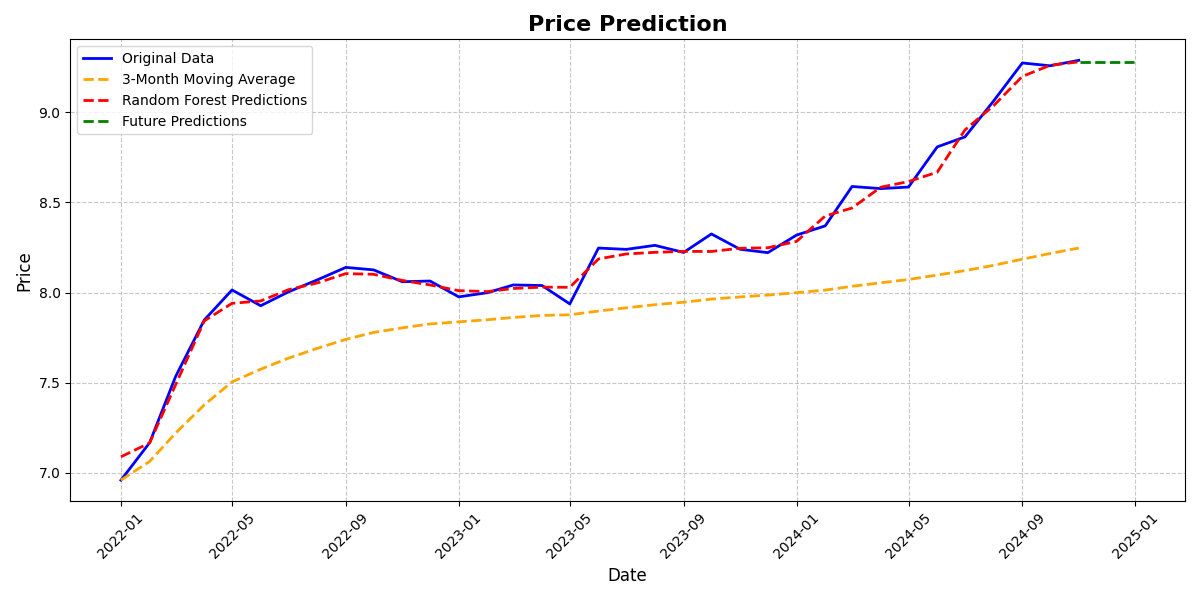 Price Prediction
Original Data
3-Month Moving Average
Random Forest Predictions
Future Predictions
Price
9.0
8.5
8.0
7.5
7.0
2022-01
2022-05
2022-09
2023-01
2023-05
2023-09
2024-01
2024-05
2024-09
2025-01
Date